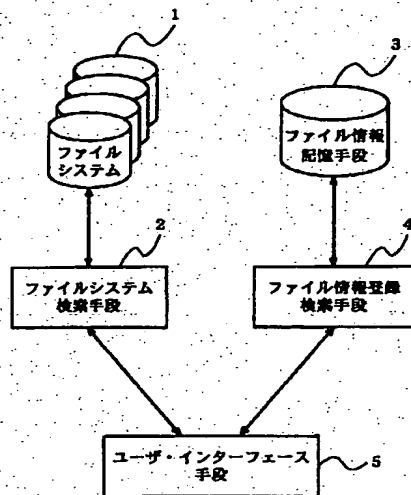 1
3
ファイル
システム
ファイル情報
記憶手段
2
4
ファイルシステム
検索手段
ファイル情報登録
検索手段
ユーザ・インターフェース
手段
5